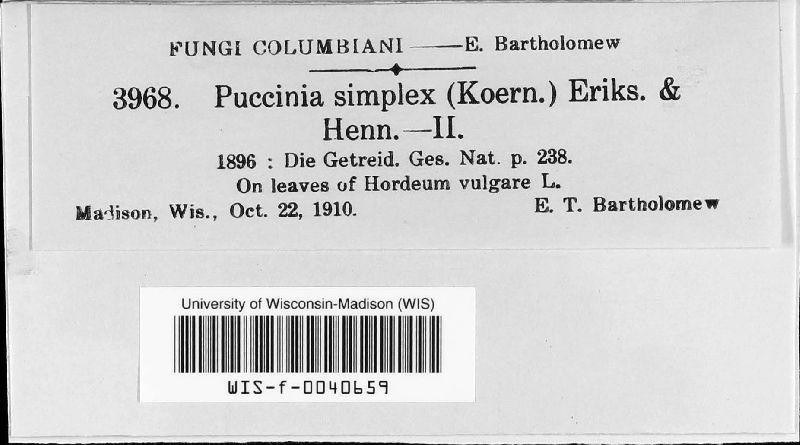 FUNGI COLUMBIANI — E. Bartholomew
3968. Puccinia simplex (Koern.) Eriks. &
Henn.—II.
1896 : Die Getreid. Ges. Nat. p. 238.
On leaves of Hordeum vulgare L.
Madison, Wis., Oct. 22, 1910. E. T. Bartholomew
University of Wisconsin-Madison (WIS)
WIS-f-0040659